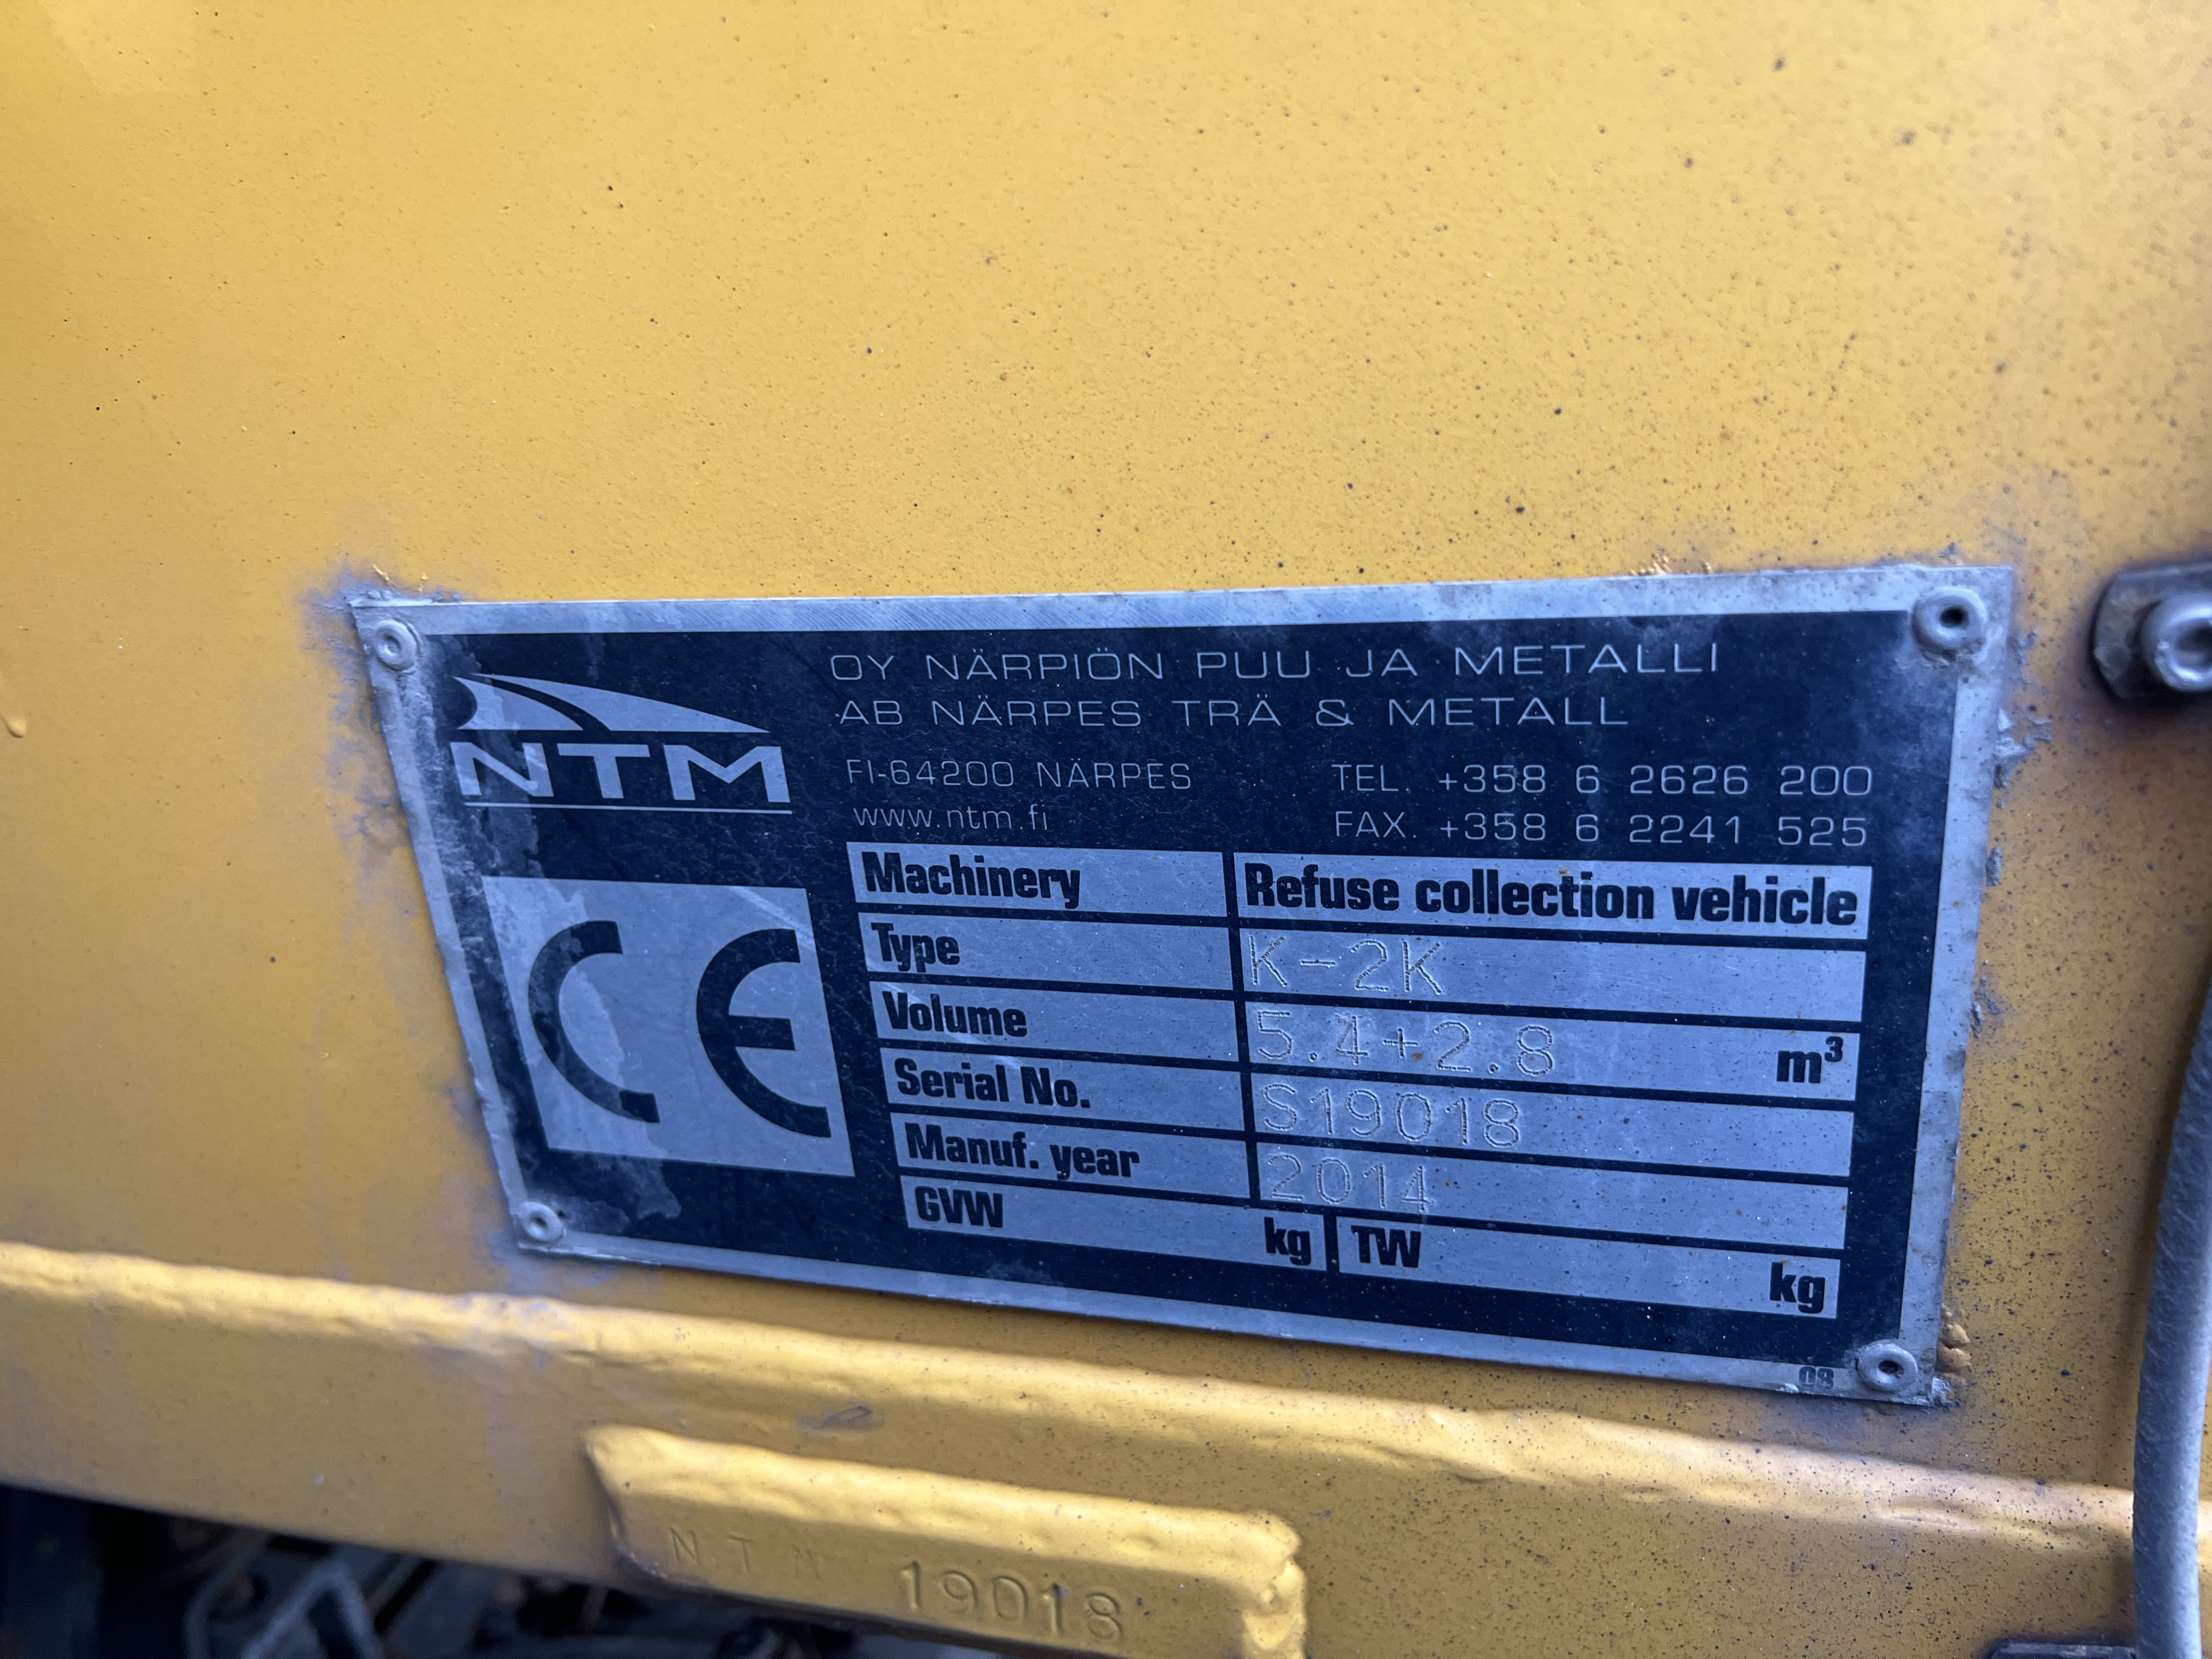 NTM
OY NÄRPIÖN PUU JA METALLI
AB NÄRPES TRÄ & METALL
FI-64200 NÄRPES TEL. +358 6 2626 200
www.ntm.fi FAX. +358 6 2241 525
CE
Machinery Refuse collection vehicle
Type K-2K
Volume 5.4+2.8 m³
Serial No. S19018
Manuf. year 2014
GVW kg TW kg
08
NTM 19018